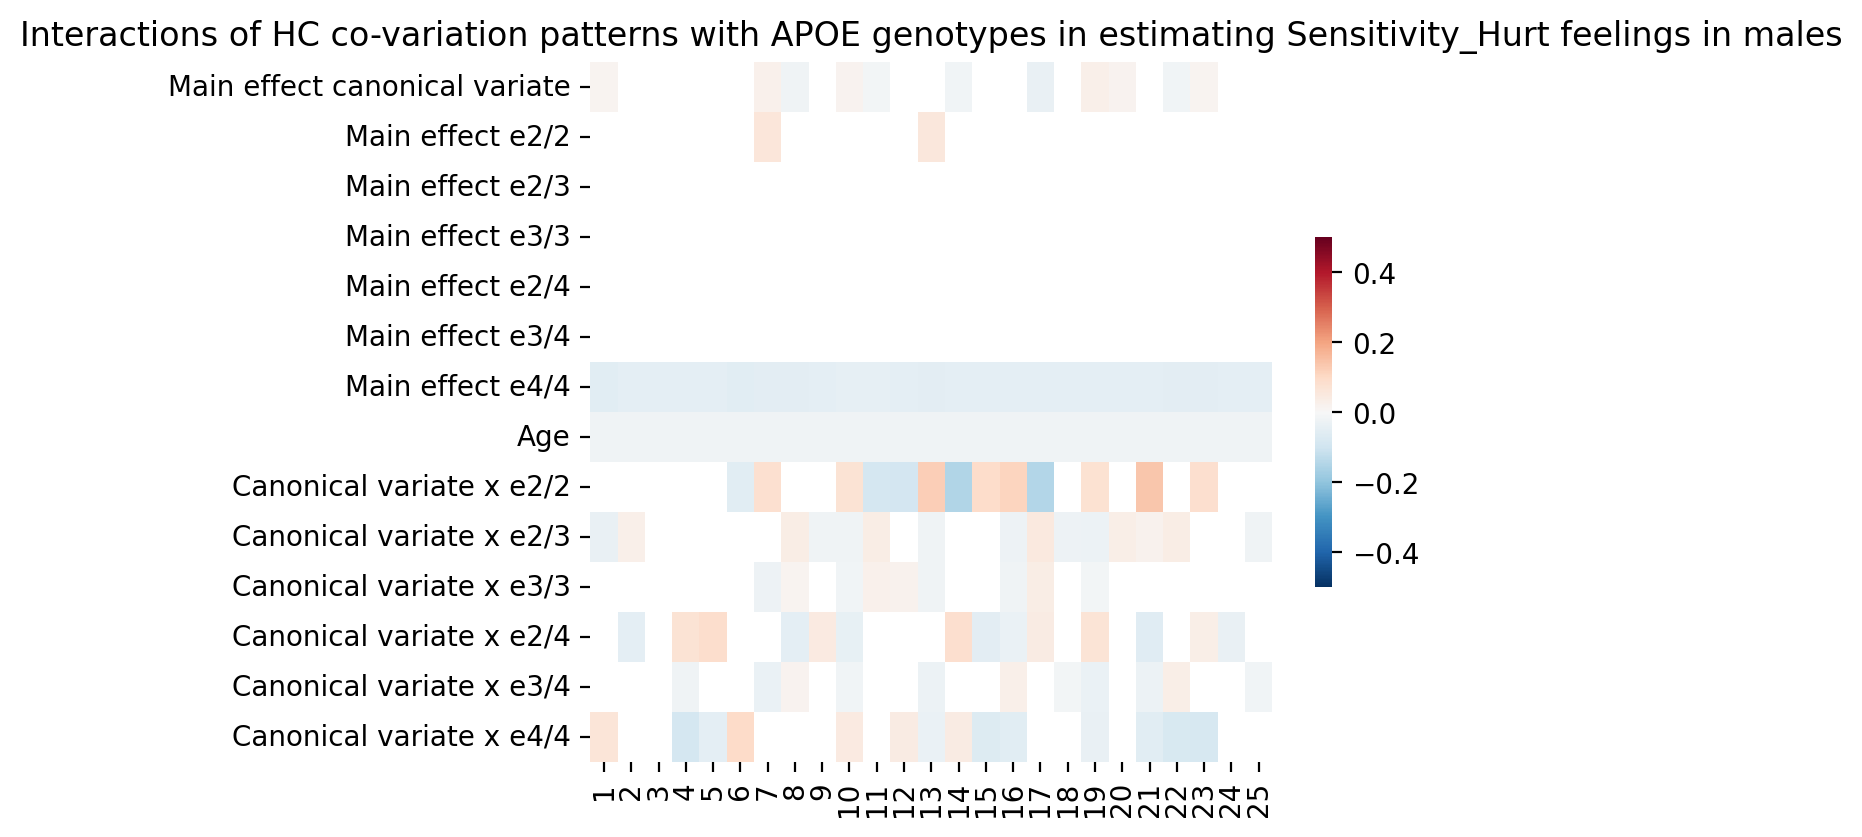 Interactions of HC co-variation patterns with APOE genotypes in estimating Sensitivity_Hurt feelings in males
Main effect canonical variate
Main effect e2/2
Main effect e2/3
Main effect e3/3
Main effect e2/4
Main effect e3/4
Main effect e4/4
Age
Canonical variate x e2/2
Canonical variate x e2/3
Canonical variate x e3/3
Canonical variate x e2/4
Canonical variate x e3/4
Canonical variate x e4/4
1 2 3 4 5 6 7 8 9 10 11 12 13 14 15 16 17 18 19 20 21 22 23 24 25
0.4
0.2
0.0
−0.2
−0.4